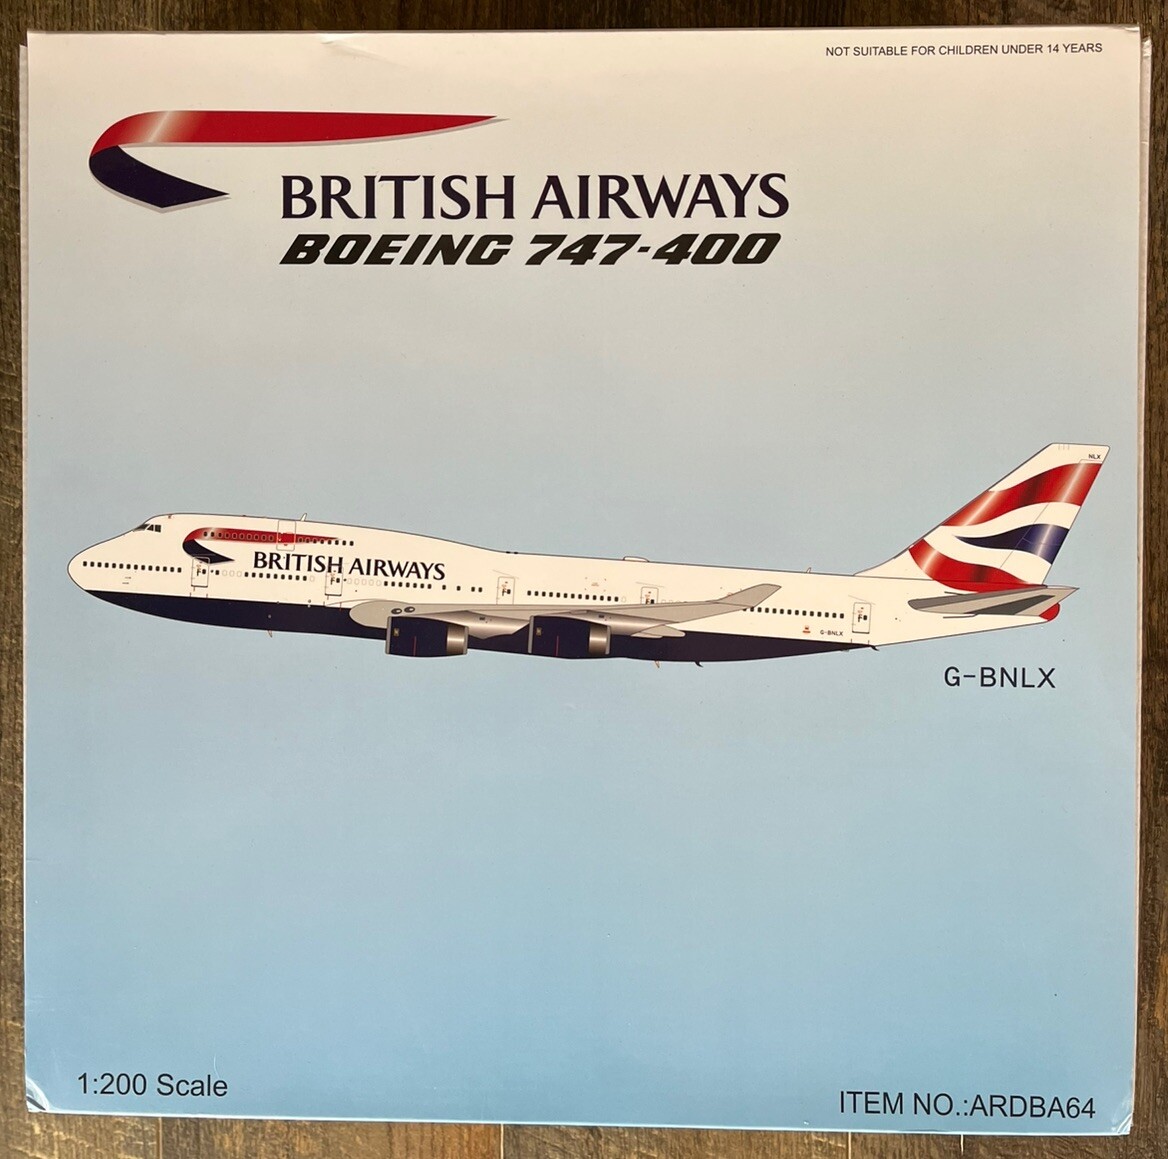 NOT SUITABLE FOR CHILDREN UNDER 14 YEARS
BRITISH AIRWAYS
BOEING 747-400
NLX
BRITISH AIRWAYS
G-BNLX
G-BNLX
1:200 Scale
ITEM NO.:ARDBA64